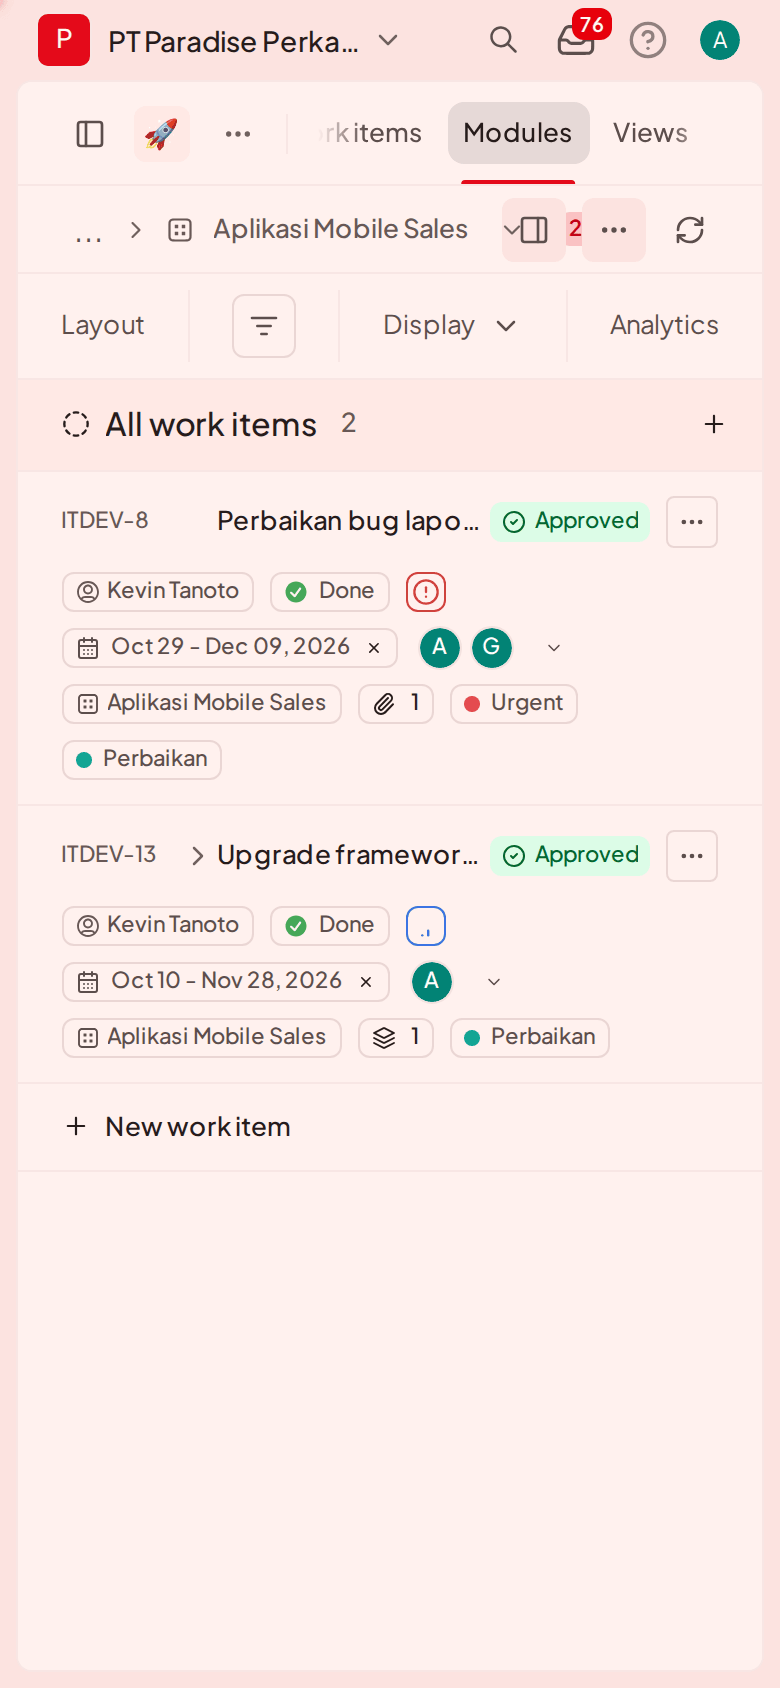 P PT Paradise Perka... 76 A
rk items Modules Views
... Aplikasi Mobile Sales 2
Layout Display Analytics
All work items 2
ITDEV-8 Perbaikan bug lapo... Approved
Kevin Tanoto Done
Oct 29 - Dec 09, 2026 A G
Aplikasi Mobile Sales 1 Urgent
Perbaikan
ITDEV-13 Upgrade framewor... Approved
Kevin Tanoto Done
Oct 10 - Nov 28, 2026 A
Aplikasi Mobile Sales 1 Perbaikan
New work item